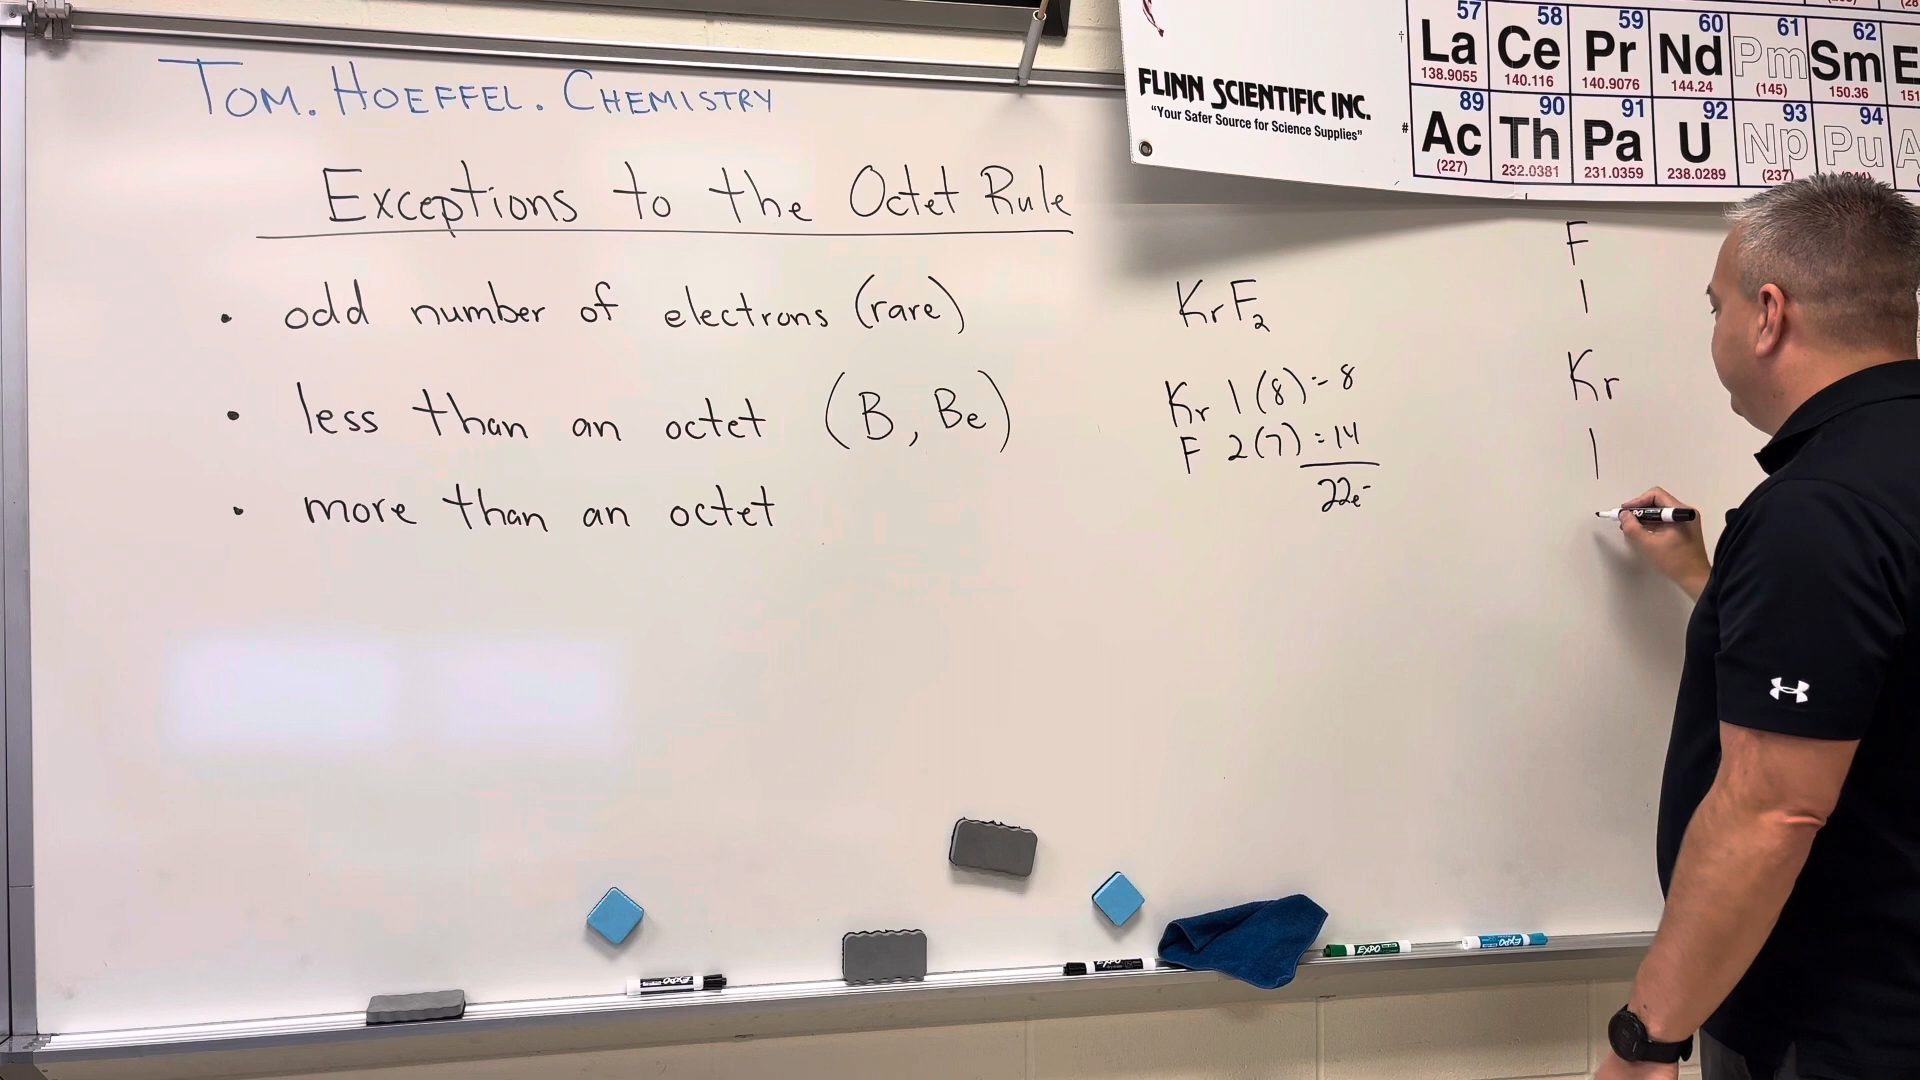 TOM. HOEFFEL. CHEMISTRY
Exceptions to the Octet Rule
• odd number of electrons (rare)
• less than an octet (B, Be)
• more than an octet
KrF₂
Kr 1(8) = 8
F 2(7) = 14
22e⁻
F
|
Kr
|
FLINN SCIENTIFIC INC.
"Your Safer Source for Science Supplies"
† 57 58 59 60 61 62
La Ce Pr Nd Pm Sm E
138.9055 140.116 140.9076 144.24 (145) 150.36 151
# 89 90 91 92 93 94
Ac Th Pa U Np Pu A
(227) 232.0381 231.0359 238.0289 (237)
EXPO
EXPO
EXPO
EXPO